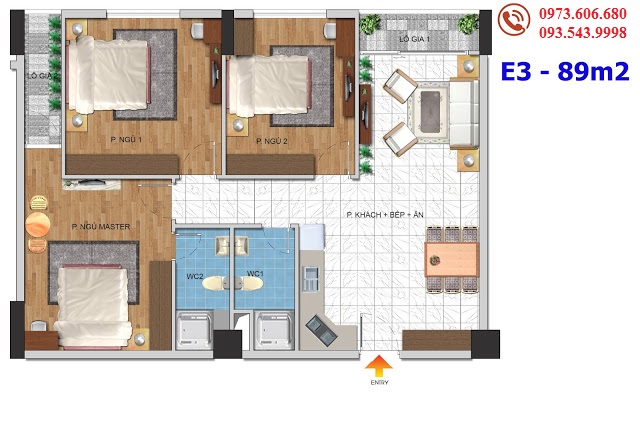 0973.606.680
093.543.9998
E3 - 89m2
LÔ GIA 1
LÔ GIA 2
P. NGỦ 1
P. NGỦ 2
P. KHÁCH + BẾP + ĂN
P. NGỦ MASTER
WC2
WC1
ENTRY